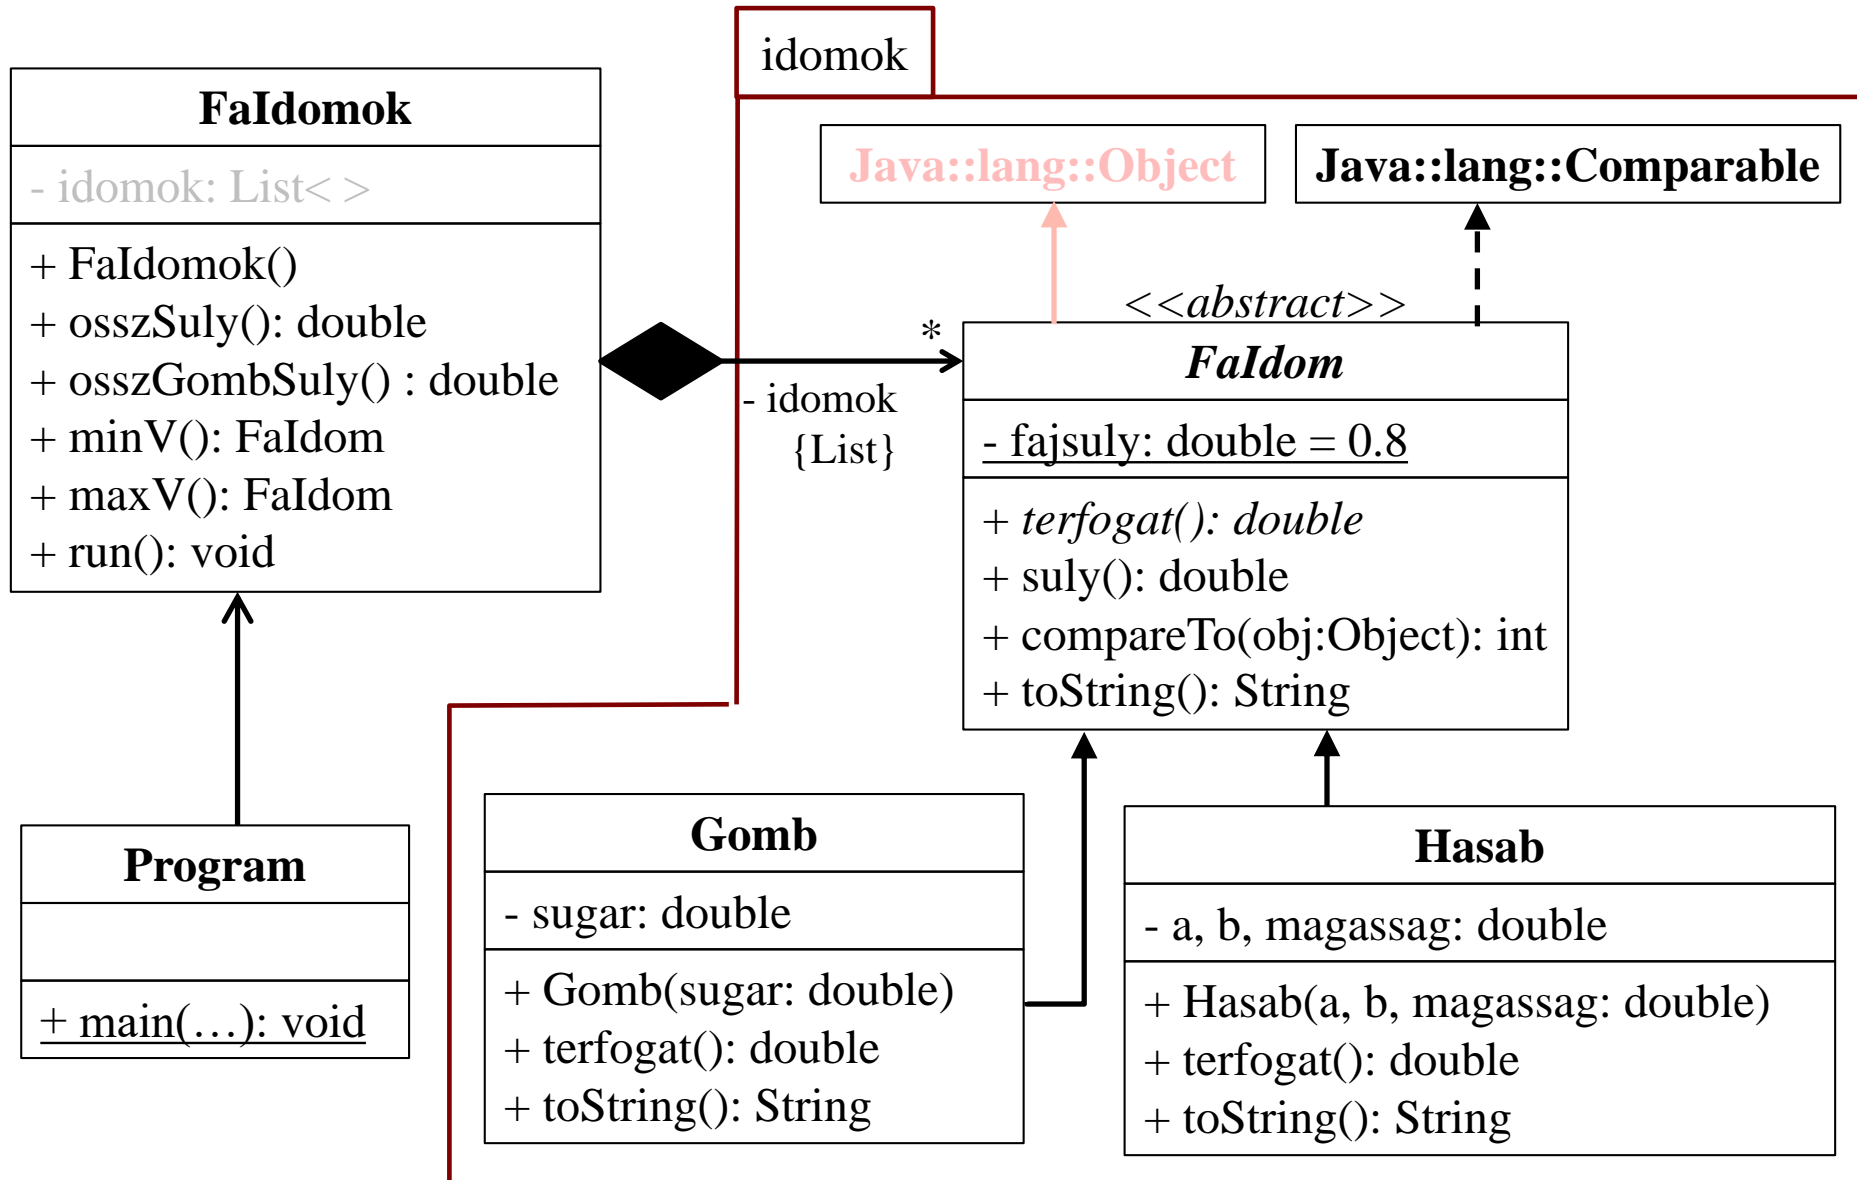 idomok
FaIdomok
- idomok: List< >
+ FaIdomok()
+ osszSuly(): double
+ osszGombSuly() : double
+ minV(): FaIdom
+ maxV(): FaIdom
+ run(): void
Java::lang::Object
Java::lang::Comparable
*
- idomok
{List}
<<abstract>>
FaIdom
- fajsuly: double = 0.8
+ terfogat(): double
+ suly(): double
+ compareTo(obj:Object): int
+ toString(): String
Program
+ main(…): void
Gomb
- sugar: double
+ Gomb(sugar: double)
+ terfogat(): double
+ toString(): String
Hasab
- a, b, magassag: double
+ Hasab(a, b, magassag: double)
+ terfogat(): double
+ toString(): String